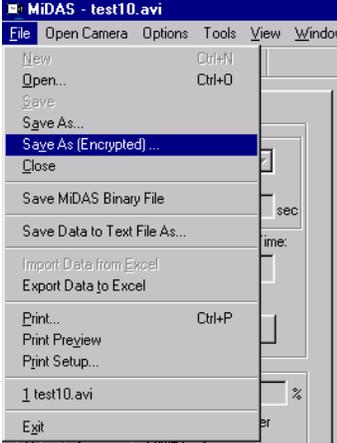 MiDAS - test10.avi
File Open Camera Options Tools View Windo
New Ctrl+N
Open... Ctrl+O
Save
Save As...
Save As (Encrypted) ...
Close
Save MiDAS Binary File
sec
Save Data to Text File As...
ime:
Import Data from Excel
Export Data to Excel
Print... Ctrl+P
Print Preview
Print Setup...
1 test10.avi
%
Exit
er